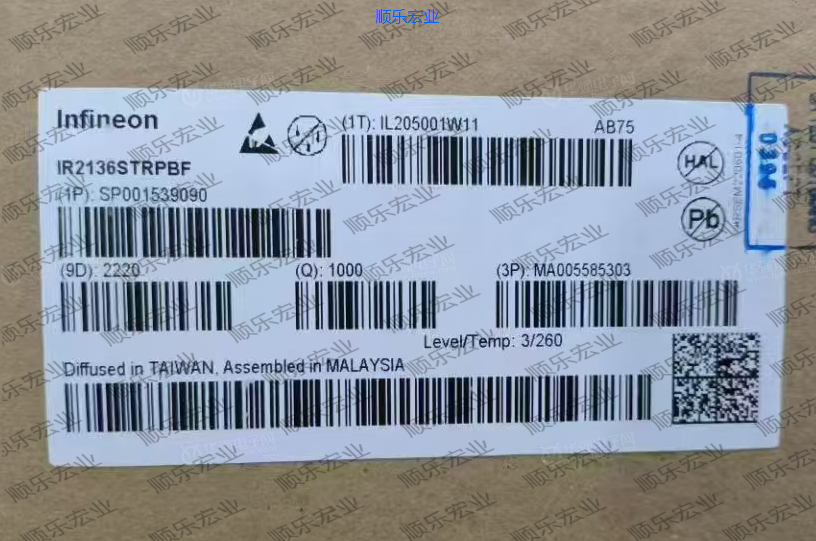 顺乐宏业
Infineon
(1T): IL205001W11
AB75
IR2136STRPBF
(1P): SP001539090
HAL
Pb
0394
(9D): 2220
(Q): 1000
(3P): MA005585303
Level/Temp: 3/260
Diffused in TAIWAN, Assembled in MALAYSIA